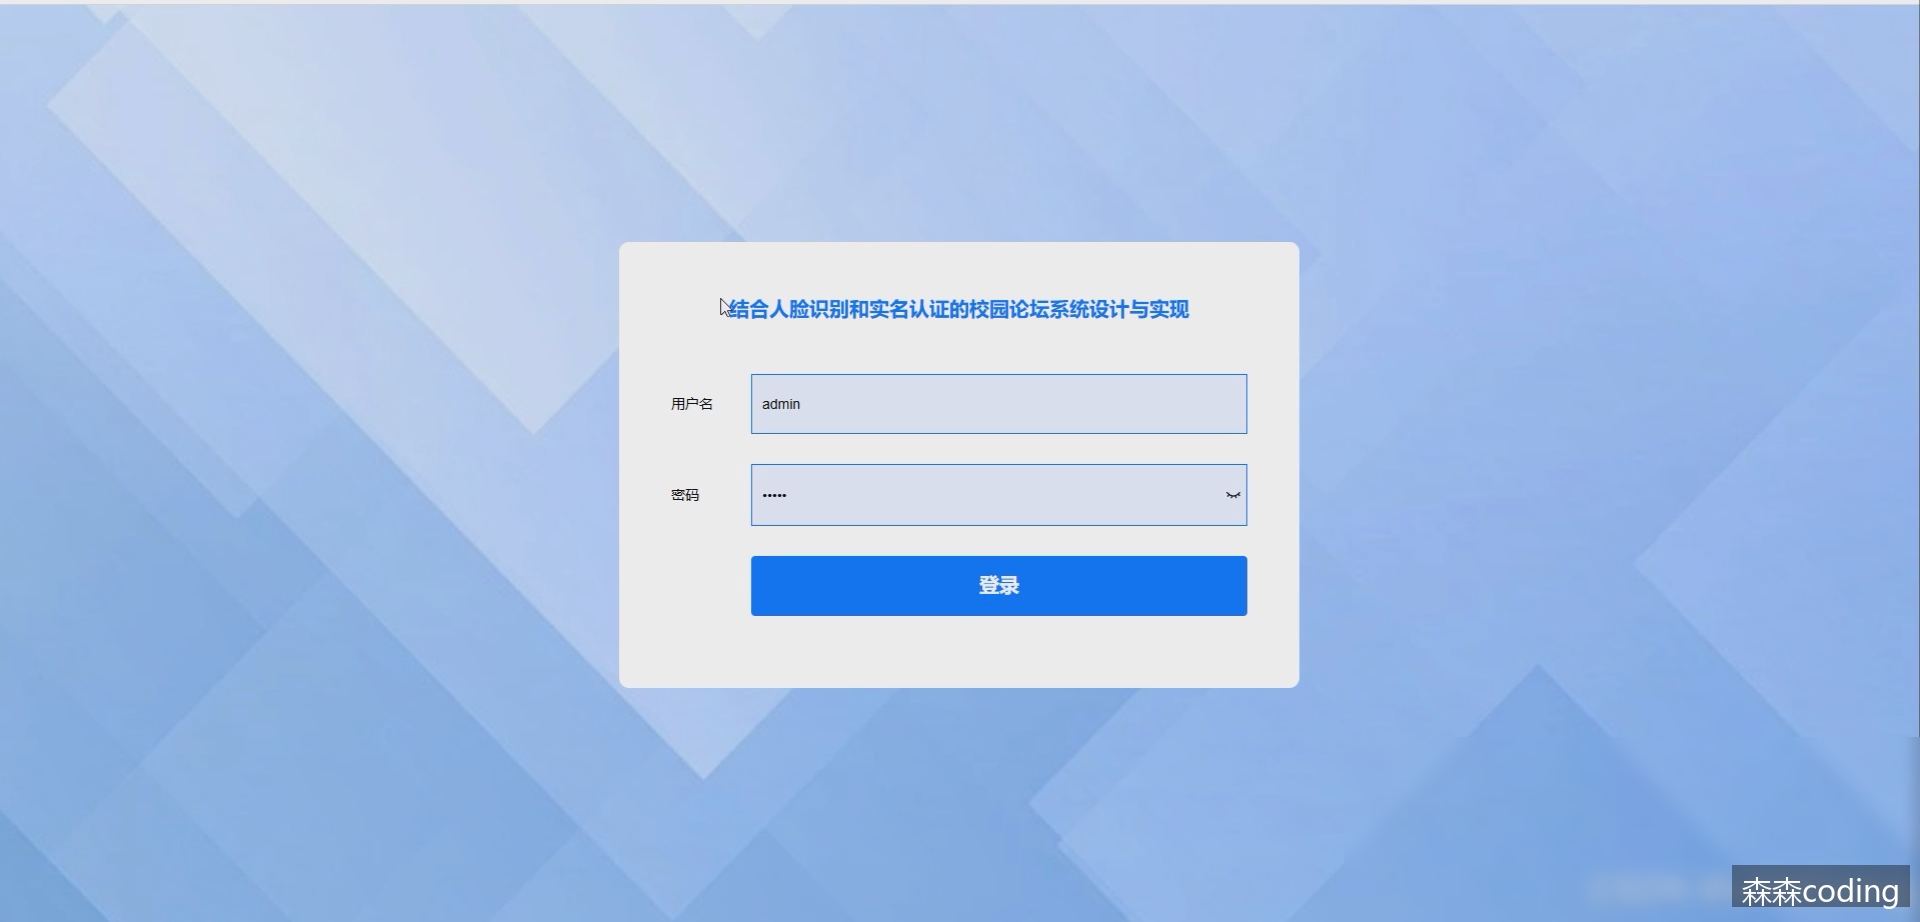 结合人脸识别和实名认证的校园论坛系统设计与实现
用户名
admin
密码
•••••
登录
森森coding